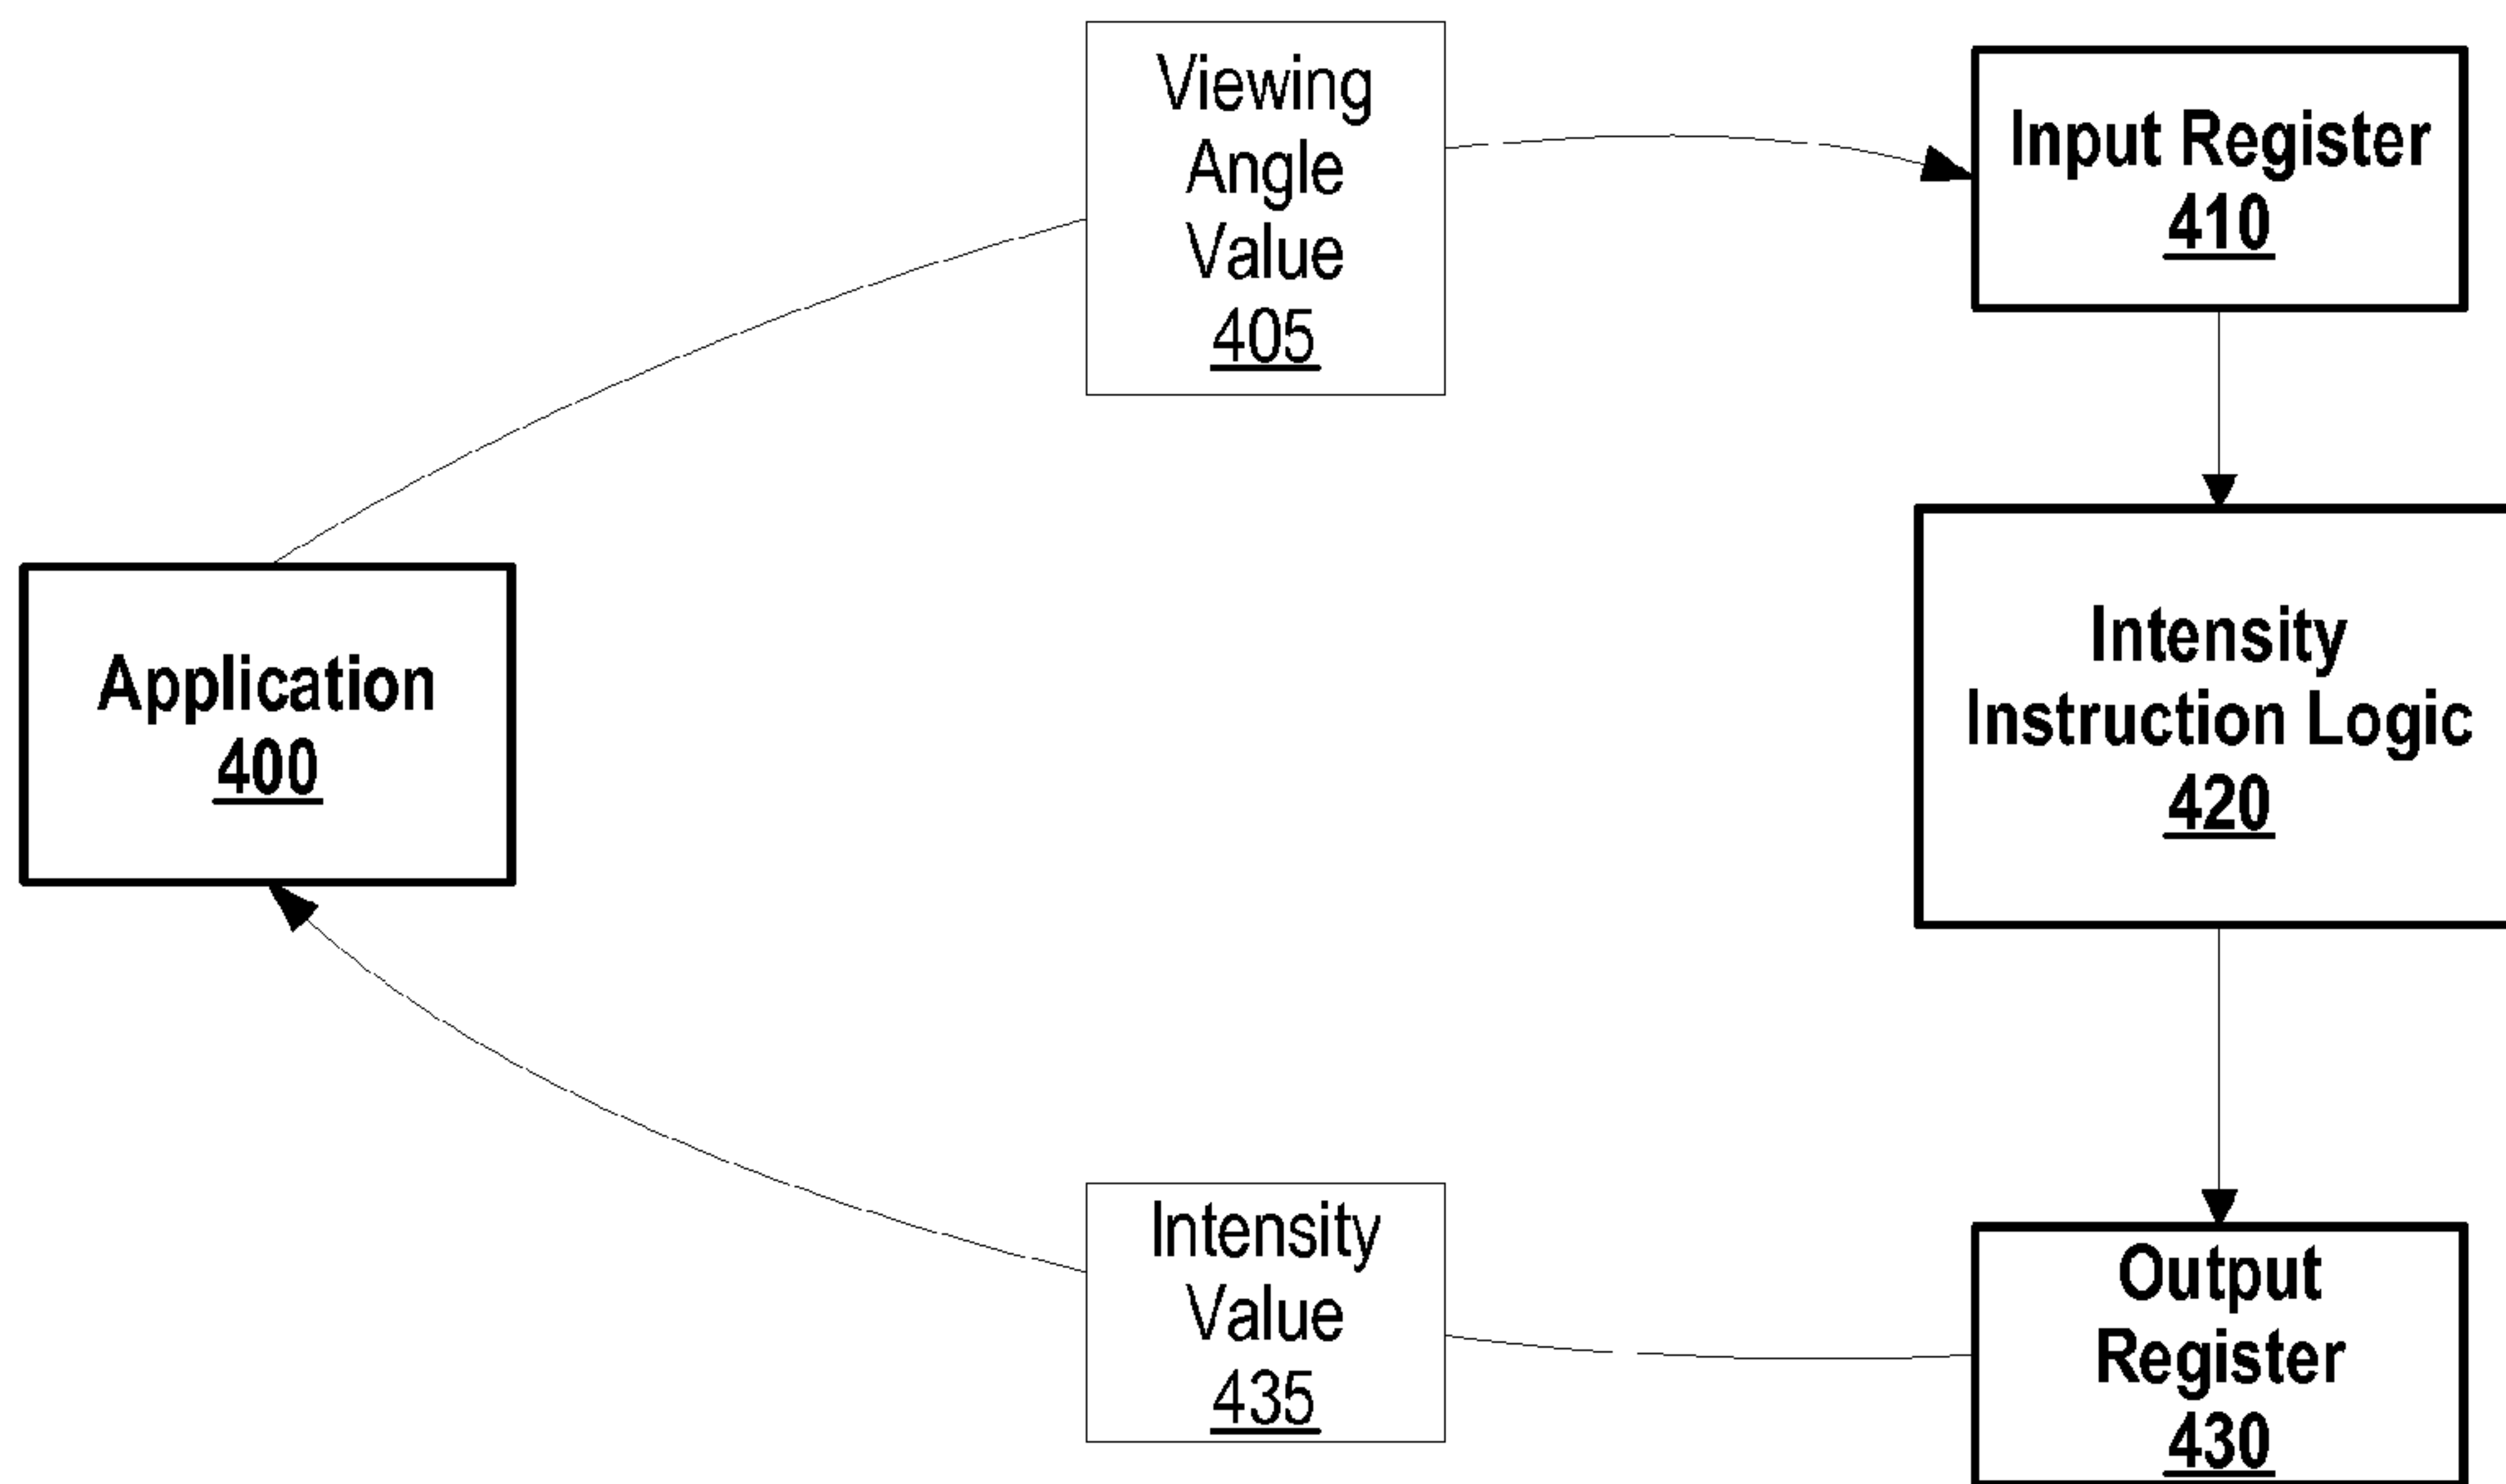 Viewing
Angle
Value
405
Input Register
410
Application
400
Intensity
Instruction Logic
420
Intensity
Value
435
Output
Register
430